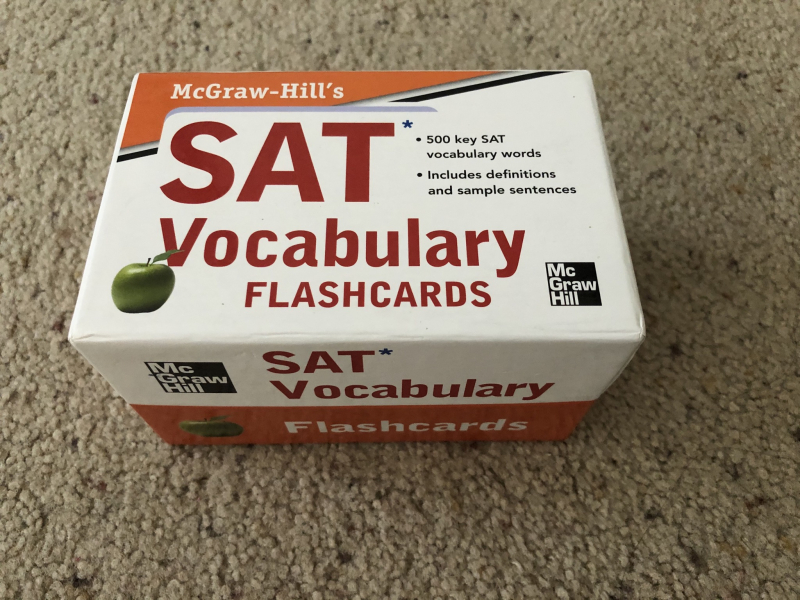 McGraw-Hill's
SAT*
• 500 key SAT
vocabulary words
• Includes definitions
and sample sentences
Vocabulary
FLASHCARDS
Mc
Graw
Hill
Mc
Graw
Hill
SAT*
Vocabulary
Flashcards